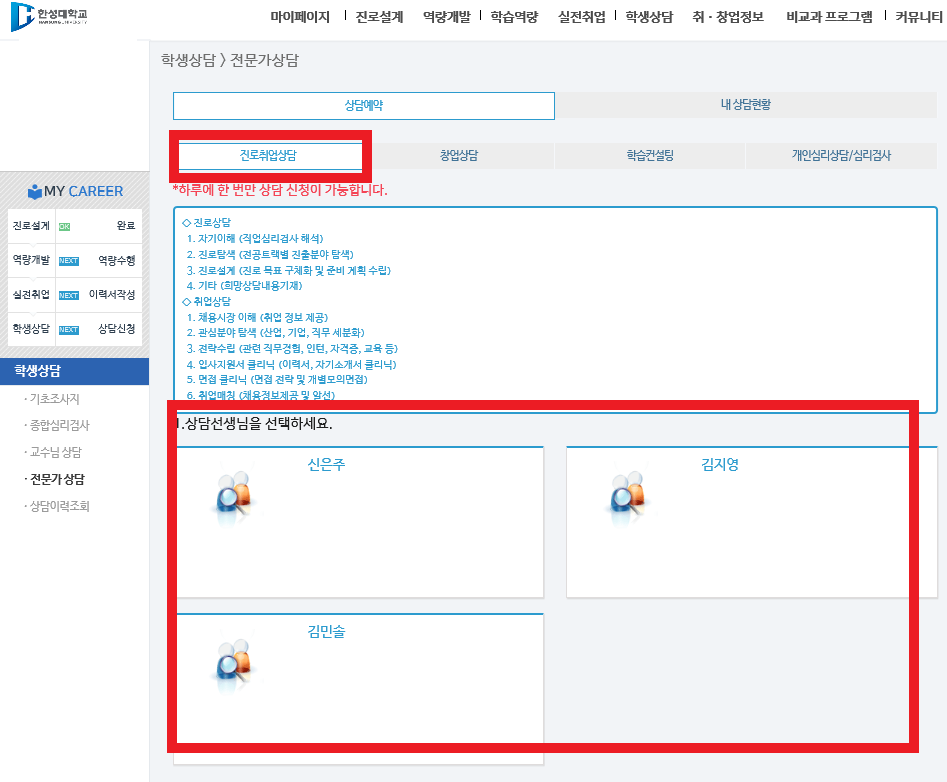 한성대학교
HANSUNG UNIVERSITY
마이페이지 진로설계 역량개발 학습역량 실전취업 학생상담 취·창업정보 비교과 프로그램 커뮤니티
학생상담 > 전문가상담
상담예약 내 상담현황
진로취업상담 창업상담 학습컨설팅 개인심리상담/심리검사
*하루에 한 번만 상담 신청이 가능합니다.
MY CAREER
진로설계 OK 완료
역량개발 NEXT 역량수행
실전취업 NEXT 이력서작성
학생상담 NEXT 상담신청
학생상담
· 기초조사지
· 종합심리검사
· 교수님 상담
· 전문가 상담
· 상담이력조회
◇ 진로상담
1. 자기이해 (직업심리검사 해석)
2. 진로탐색 (전공트랙별 진출분야 탐색)
3. 진로설계 (진로 목표 구체화 및 준비 계획 수립)
4. 기타 (희망상담내용기재)
◇ 취업상담
1. 채용시장 이해 (취업 정보 제공)
2. 관심분야 탐색 (산업, 기업, 직무 세분화)
3. 전략수립 (관련 직무경험, 인턴, 자격증, 교육 등)
4. 입사지원서 클리닉 (이력서, 자기소개서 클리닉)
5. 면접 클리닉 (면접 전략 및 개별모의면접)
6. 취업매칭 (채용정보제공 및 알선)
1.상담선생님을 선택하세요.
신은주 김지영
김민솔